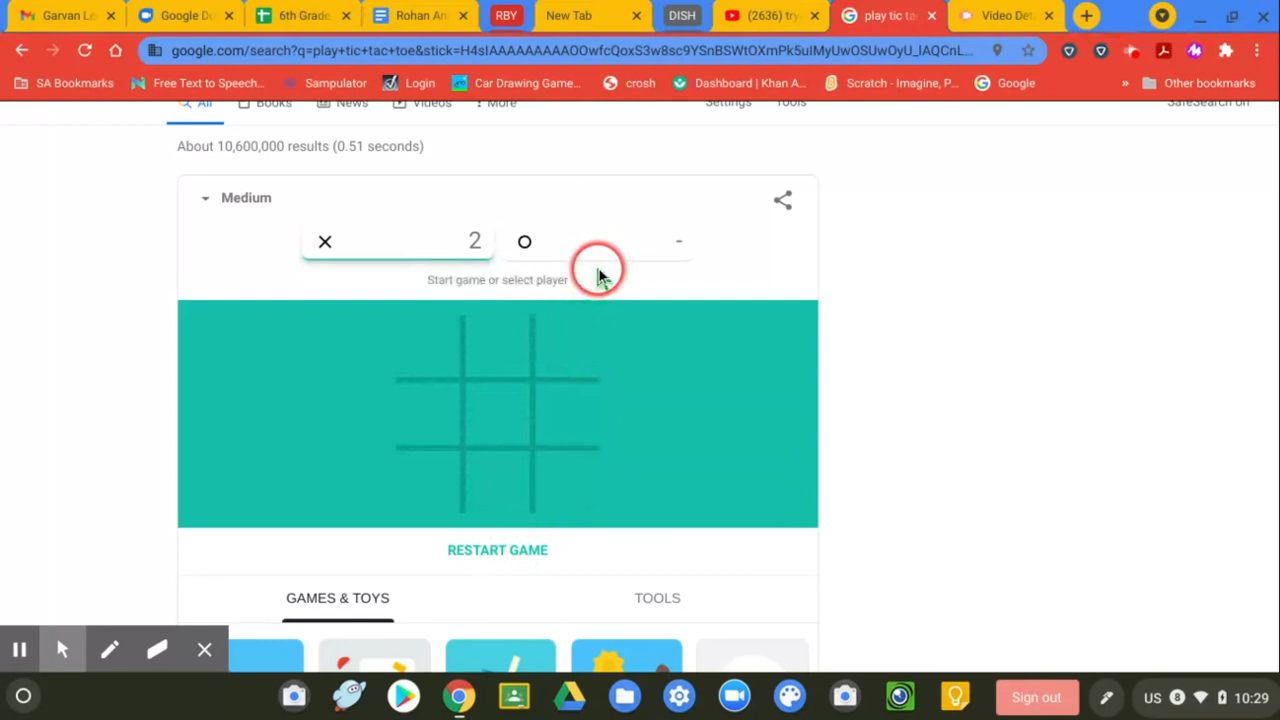 Garvan Le
Google Du
6th Grade
Rohan An
RBY
New Tab
DISH
(2636) try
play tic ta
Video Det
google.com/search?q=play+tic+tac+toe&stick=
SA Bookmarks
Free Text to Speech...
Sampulator
Login
Car Drawing Game...
crosh
Dashboard | Khan A...
Scratch - Imagine, P...
Google
»
Other bookmarks
All
Books
News
Videos
More
Settings
Tools
SafeSearch on
About 10,600,000 results (0.51 seconds)
Medium
2
-
Start game or select player
RESTART GAME
GAMES & TOYS
TOOLS
Sign out
US
8
10:29